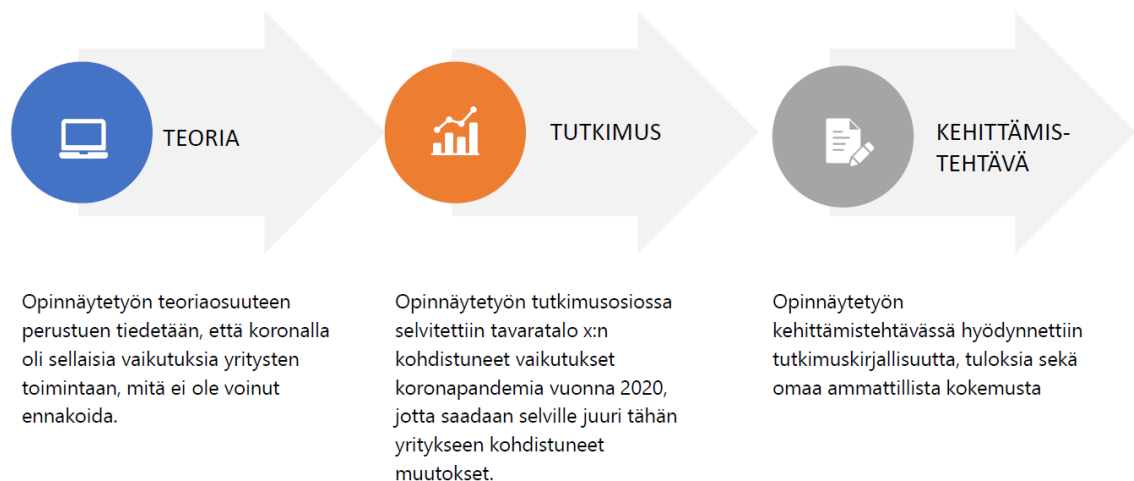 TEORIA
Opinnäytetyön teoriaosuuteen
perustuen tiedetään, että koronalla
oli sellaisia vaikutuksia yritysten
toimintaan, mitä ei ole voinut
ennakoida.
TUTKIMUS
Opinnäytetyön tutkimusosiossa
selvitettiin tavaratalo x:n
kohdistuneet vaikutukset
koronapandemia vuonna 2020,
jotta saadaan selville juuri tähän
yritykseen kohdistuneet
muutokset.
KEHITTÄMIS-
TEHTÄVÄ
Opinnäytetyön
kehittämistehtävässä hyödynnettiin
tutkimuskirjallisuutta, tuloksia sekä
omaa ammattillista kokemusta